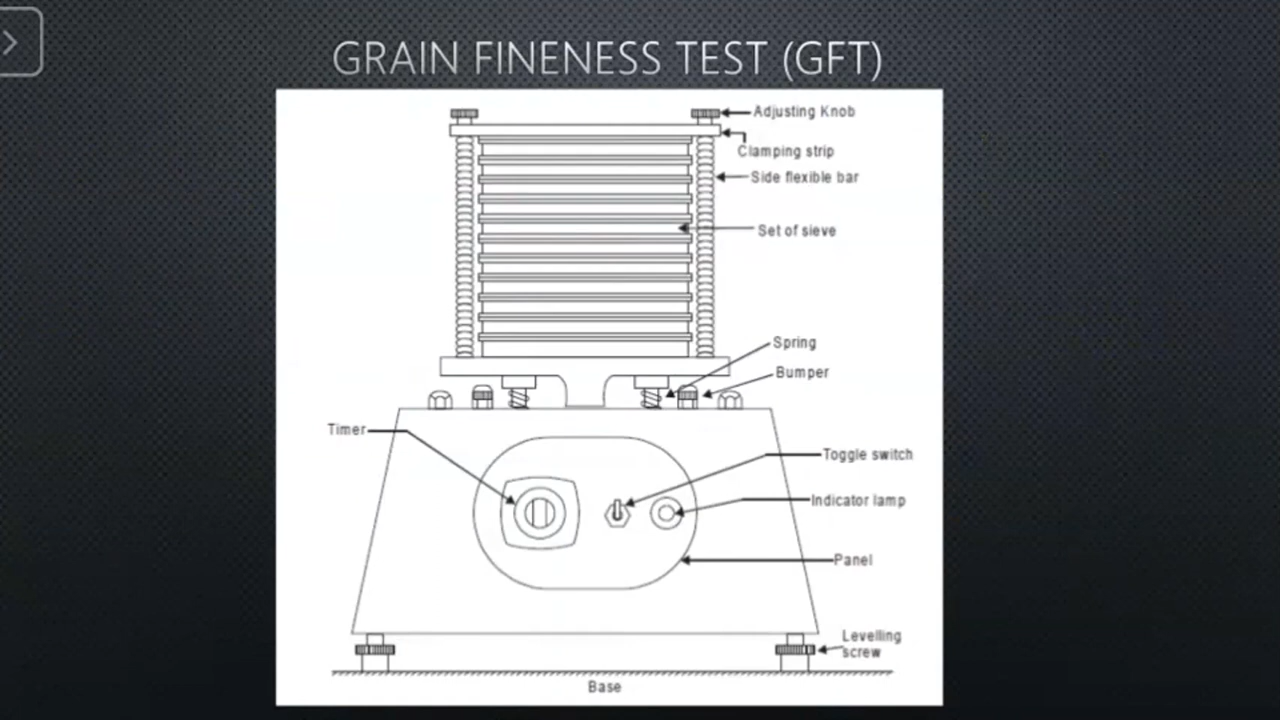 GRAIN FINENESS TEST (GFT)
Adjusting Knob
Clamping strip
Side flexible bar
Set of sieve
Spring
Bumper
Timer
Toggle switch
Indicator lamp
Panel
Levelling
screw
Base